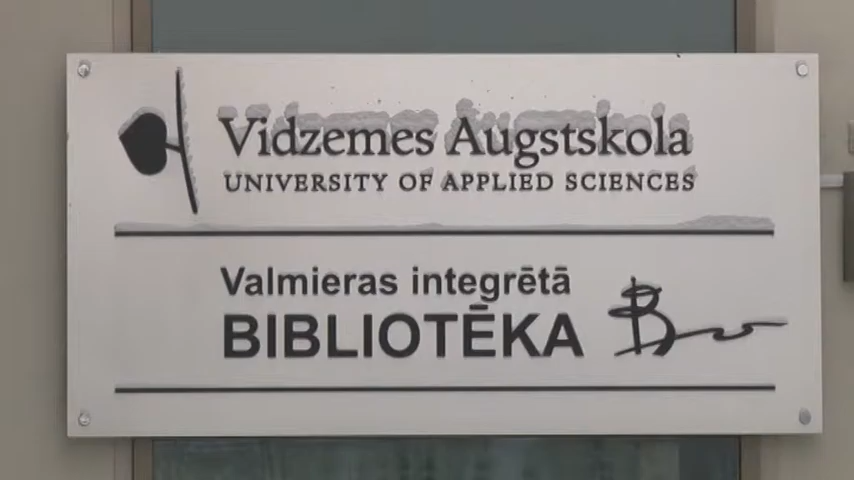 Vidzemes Augstskola
UNIVERSITY OF APPLIED SCIENCES
Valmieras integrētā
BIBLIOTĒKA